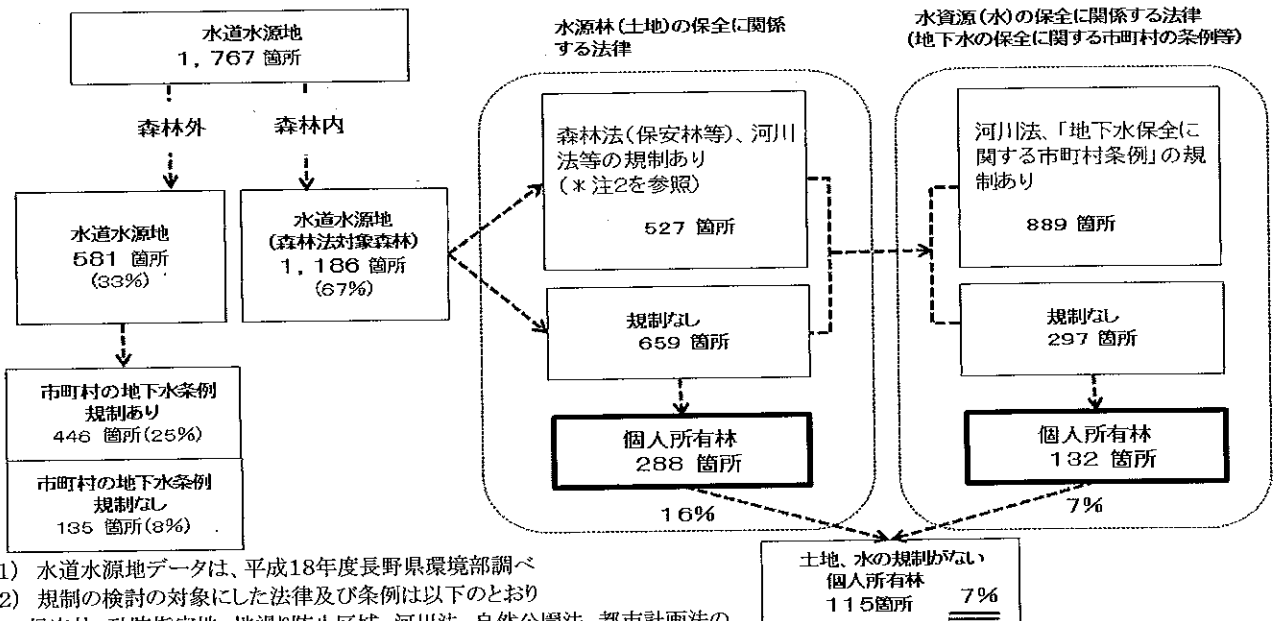 水道水源地
1,767 箇所
森林外
森林内
水道水源地
581 箇所
(33%)
水道水源地
(森林法対象森林)
1,186 箇所
(67%)
市町村の地下水条例
規制あり
446 箇所(25%)
市町村の地下水条例
規制なし
135 箇所(8%)
水源林(土地)の保全に関係
する法律
森林法(保安林等)、河川
法等の規制あり
(*注2を参照)
527 箇所
規制なし
659 箇所
個人所有林
288 箇所
16%
水資源(水)の保全に関係する法律
(地下水の保全に関する市町村の条例等)
河川法、「地下水保全に
関する市町村条例」の規
制あり
889 箇所
規制なし
297 箇所
個人所有林
132 箇所
7%
土地、水の規制がない
個人所有林
115箇所 7%
1) 水道水源地データは、平成18年度長野県環境部調べ
2) 規制の検討の対象にした法律及び条例は以下のとおり